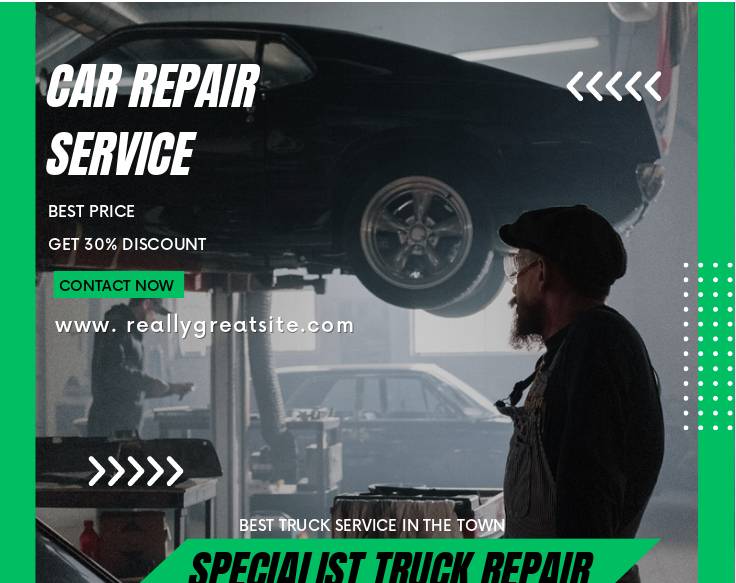 CAR REPAIR
SERVICE
BEST PRICE
GET 30% DISCOUNT
CONTACT NOW
www. reallygreatsite.com
BEST TRUCK SERVICE IN THE TOWN
SPECIALIST TRUCK REPAIR